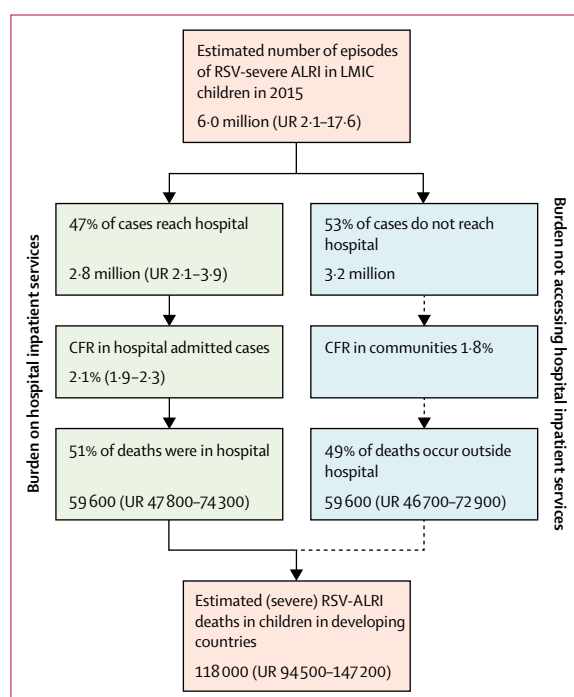 Estimated number of episodes
of RSV-severe ALRI in LMIC
children in 2015
6·0 million (UR 2·1–17·6)
Burden on hospital inpatient services
47% of cases reach hospital
2·8 million (UR 2·1–3·9)
53% of cases do not reach
hospital
3·2 million
Burden not accessing hospital inpatient services
CFR in hospital admitted cases
2·1% (1·9–2·3)
CFR in communities 1·8%
51% of deaths were in hospital
59 600 (UR 47 800–74 300)
49% of deaths occur outside
hospital
59 600 (UR 46 700–72 900)
Estimated (severe) RSV-ALRI
deaths in children in developing
countries
118 000 (UR 94 500–147 200)